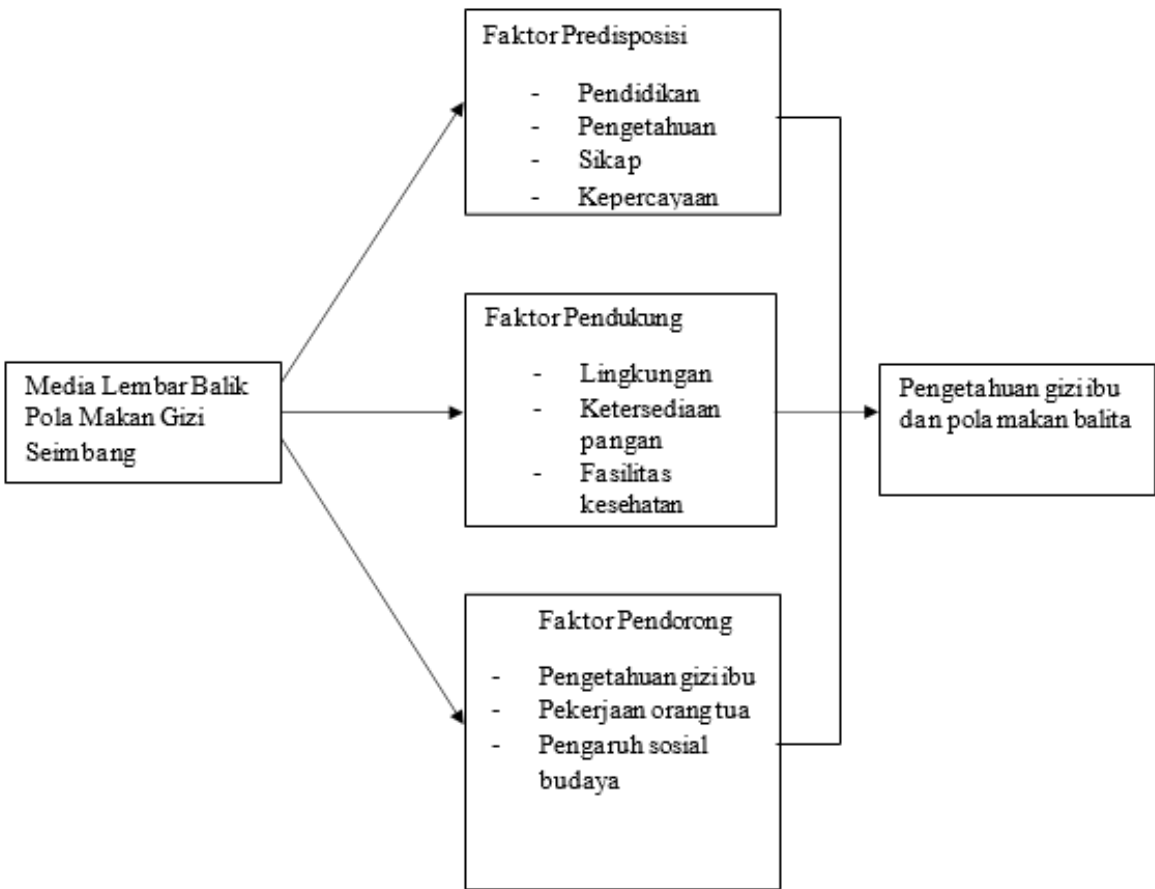 Faktor Predisposisi
- Pendidikan
- Pengetahuan
- Sikap
- Kepercayaan
Media Lembar Balik
Pola Makan Gizi
Seimbang
Faktor Pendukung
- Lingkungan
- Ketersediaan
pangan
- Fasilitas
kesehatan
Faktor Pendorong
- Pengetahuan gizi ibu
- Pekerjaan orang tua
- Pengaruh sosial
budaya
Pengetahuan gizi ibu
dan pola makan balita